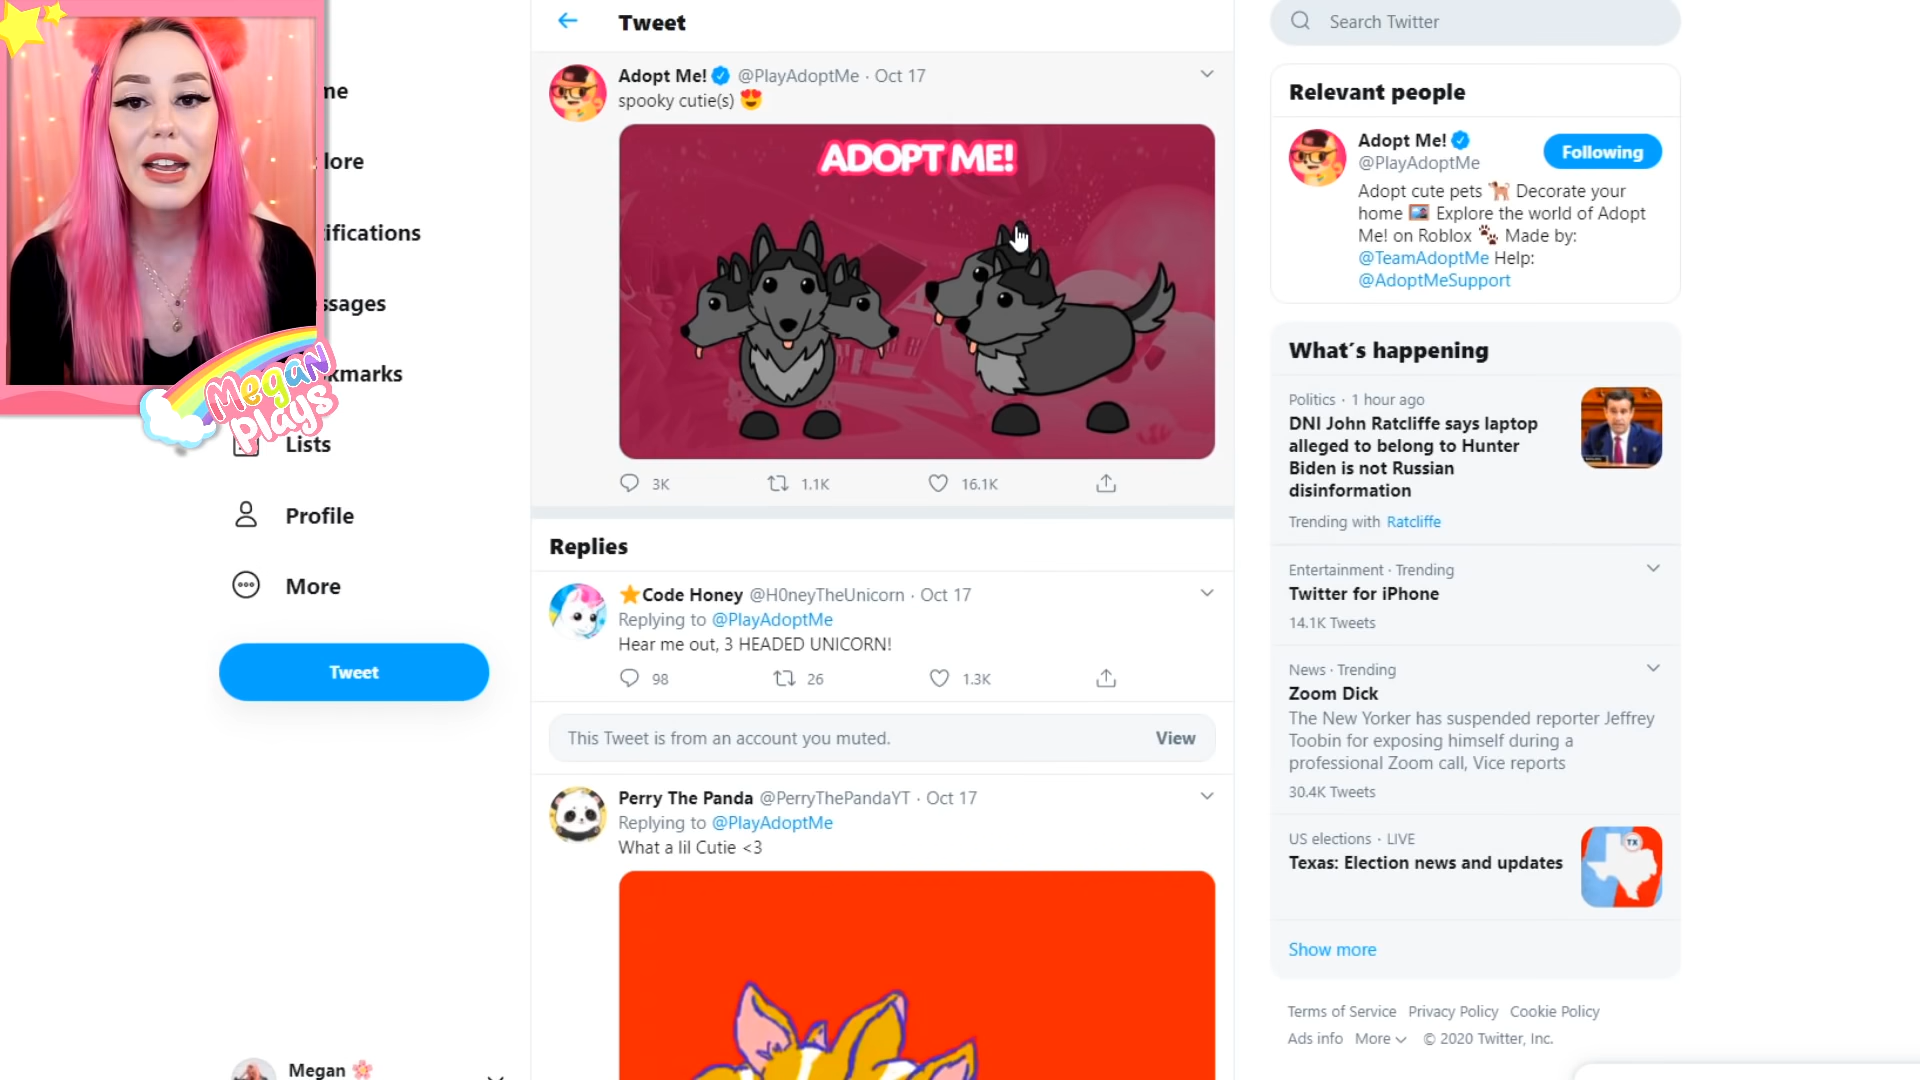 Megan
Plays
me
lore
tifications
ssages
kmarks
Lists
Profile
More
Tweet
Megan 🌸
Tweet
Adopt Me! @PlayAdoptMe · Oct 17
spooky cutie(s) 😍
ADOPT ME!
3K 1.1K 16.1K
Replies
⭐Code Honey @H0neyTheUnicorn · Oct 17
Replying to @PlayAdoptMe
Hear me out, 3 HEADED UNICORN!
98 26 1.3K
This Tweet is from an account you muted. View
Perry The Panda @PerryThePandaYT · Oct 17
Replying to @PlayAdoptMe
What a lil Cutie <3
Search Twitter
Relevant people
Adopt Me!
@PlayAdoptMe
Following
Adopt cute pets 🐕 Decorate your
home 🖼️ Explore the world of Adopt
Me! on Roblox 🐾 Made by:
@TeamAdoptMe Help:
@AdoptMeSupport
What's happening
Politics · 1 hour ago
DNI John Ratcliffe says laptop
alleged to belong to Hunter
Biden is not Russian
disinformation
Trending with Ratcliffe
Entertainment · Trending
Twitter for iPhone
14.1K Tweets
News · Trending
Zoom Dick
The New Yorker has suspended reporter Jeffrey
Toobin for exposing himself during a
professional Zoom call, Vice reports
30.4K Tweets
US elections · LIVE
Texas: Election news and updates
TX
Show more
Terms of Service Privacy Policy Cookie Policy
Ads info More © 2020 Twitter, Inc.